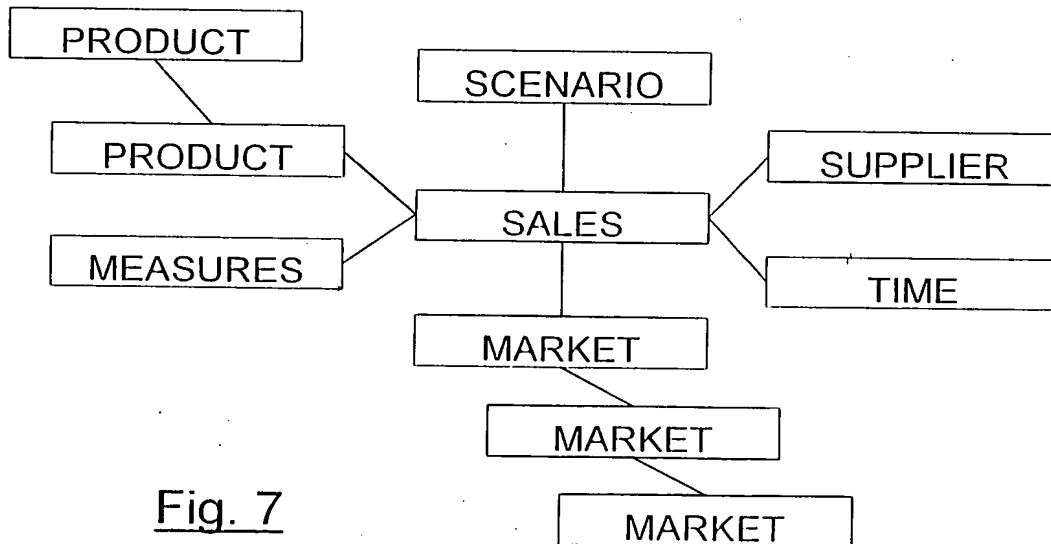 PRODUCT
SCENARIO
PRODUCT
SUPPLIER
SALES
MEASURES
TIME
MARKET
MARKET
MARKET
Fig. 7